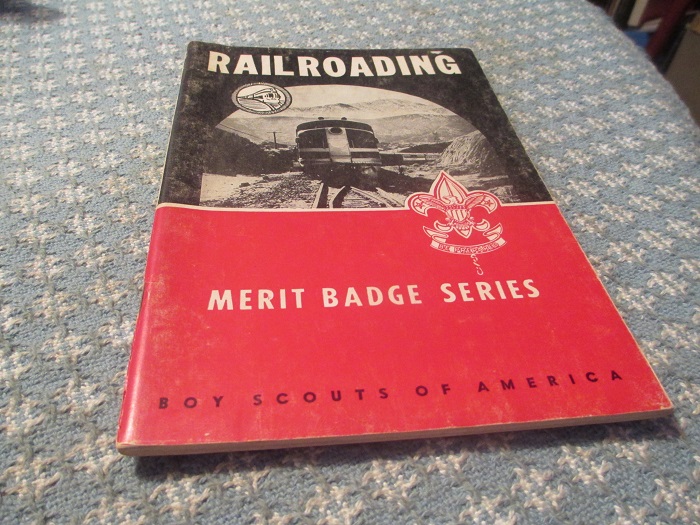 RAILROADING
MERIT BADGE SERIES
BOY SCOUTS OF AMERICA